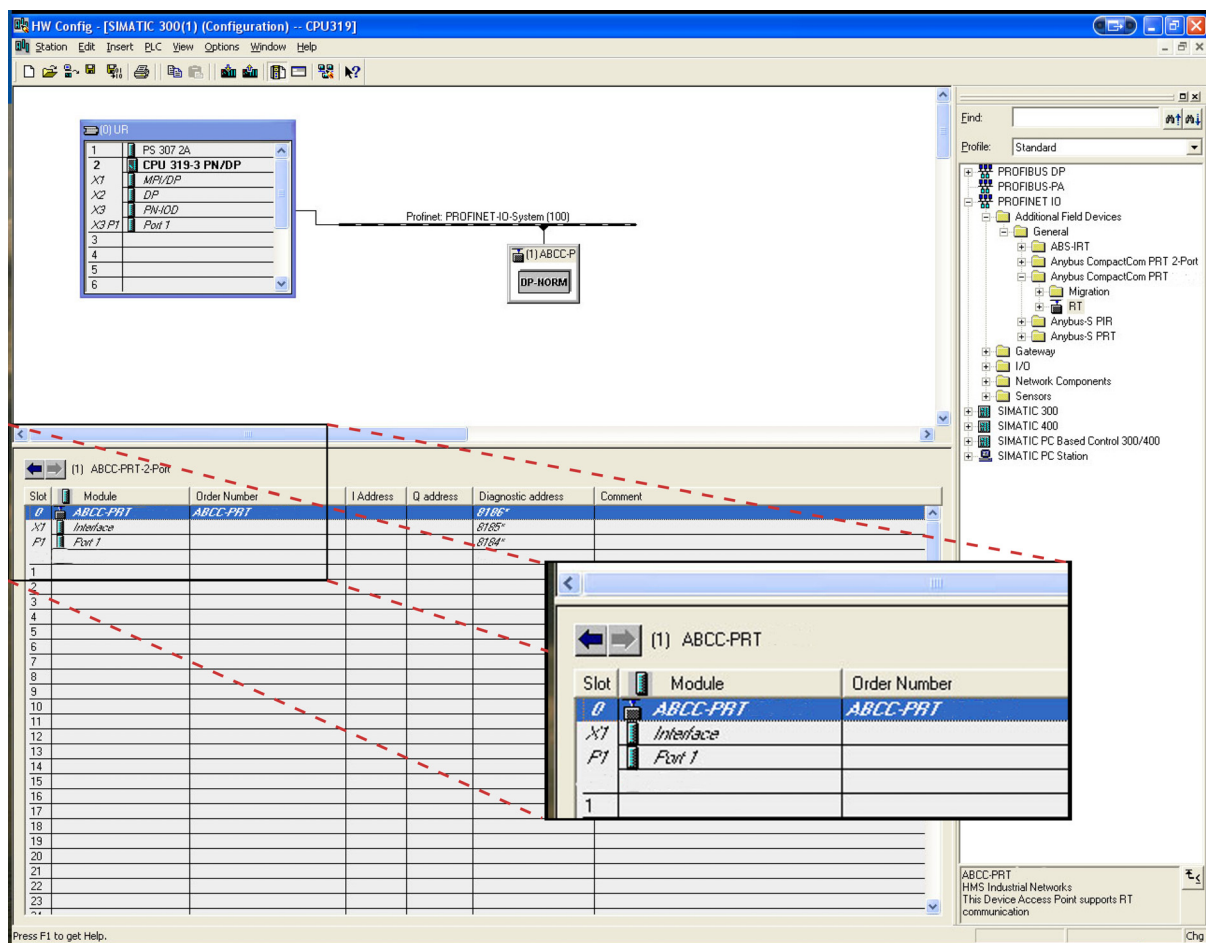 HW Config - [SIMATIC 300(1) (Configuration) -- CPU319]
Station Edit Insert PLC View Options Window Help
(0) UR
1 PS 307 2A
2 CPU 319-3 PN/DP
X1 MPI/DP
X2 DP
X3 PN-IOD
X3 P1 Port 1
3
4
5
6
Profinet: PROFINET-IO-System (100)
(1) ABCC-P
DP-NORM
Find:
Profile: Standard
PROFIBUS DP
PROFIBUS-PA
PROFINET IO
Additional Field Devices
General
ABS-IRT
Anybus CompactCom PRT 2-Port
Anybus CompactCom PRT
Migration
RT
Anybus-S PIR
Anybus-S PRT
Gateway
I/O
Network Components
Sensors
SIMATIC 300
SIMATIC 400
SIMATIC PC Based Control 300/400
SIMATIC PC Station
(1) ABCC-PRT-2-Port
Slot Module Order Number I Address Q address Diagnostic address Comment
0 ABCC-PRT ABCC-PRT 8186*
X1 Interface 8185*
P1 Port 1 8184*
1
2
3
4
5
6
7
8
9
10
11
12
13
14
15
16
17
18
19
20
21
22
23
(1) ABCC-PRT
Slot Module Order Number
0 ABCC-PRT ABCC-PRT
X1 Interface
P1 Port 1
1
ABCC-PRT
HMS Industrial Networks
This Device Access Point supports RT
communication
Press F1 to get Help.
Chg